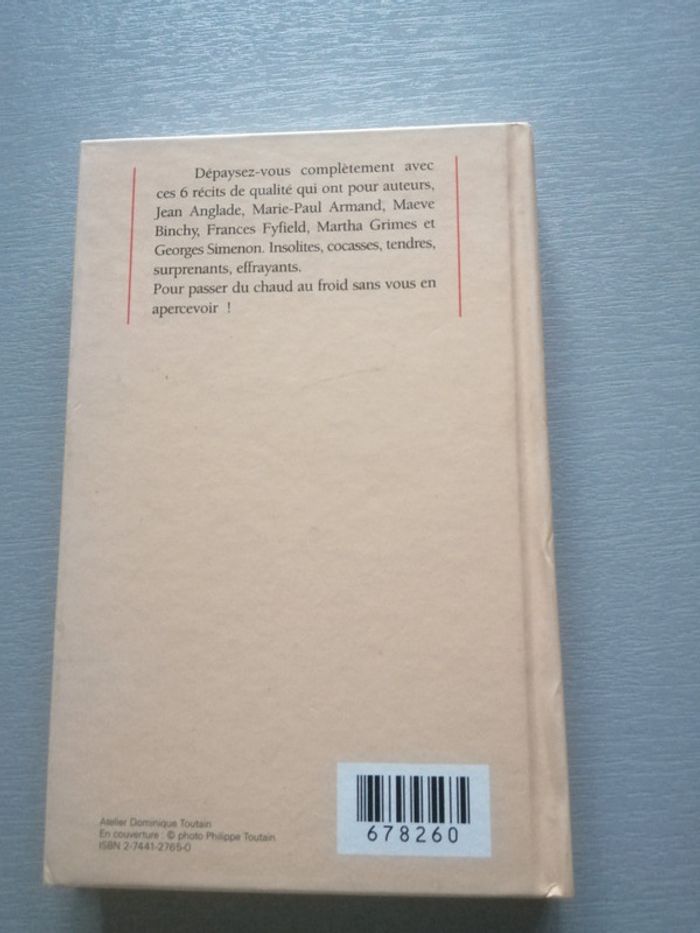 Dépaysez-vous complètement avec
ces 6 récits de qualité qui ont pour auteurs,
Jean Anglade, Marie-Paul Armand, Maeve
Binchy, Frances Fyfield, Martha Grimes et
Georges Simenon. Insolites, cocasses, tendres,
surprenants, effrayants.
Pour passer du chaud au froid sans vous en
apercevoir !
Atelier Dominique Toutain
En couverture : © photo Philippe Toutain
ISBN 2-7441-2765-0
678260